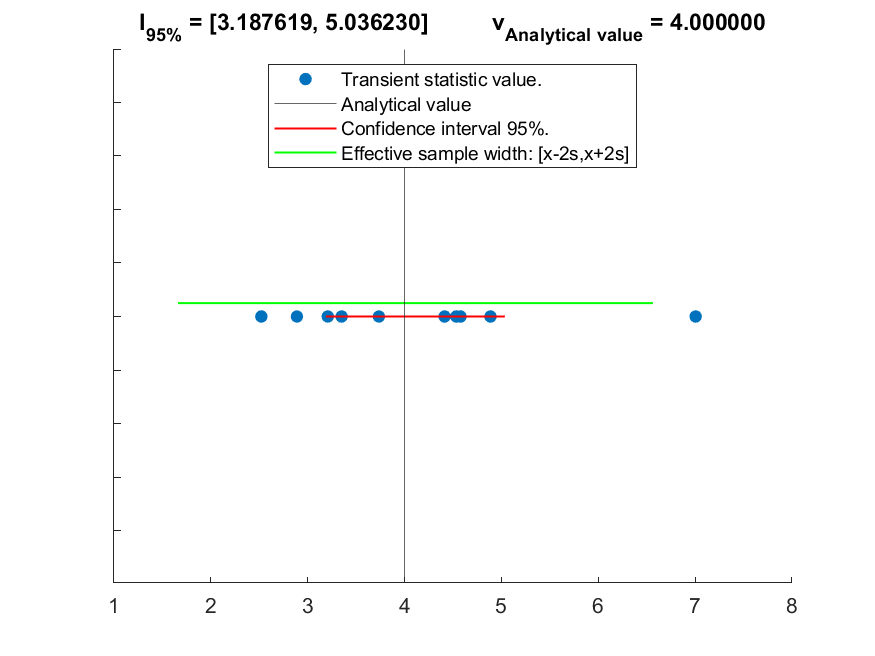 I95% = [3.187619, 5.036230] vAnalytical value = 4.000000
Transient statistic value.
Analytical value
Confidence interval 95%.
Effective sample width: [x-2s,x+2s]
1 2 3 4 5 6 7 8